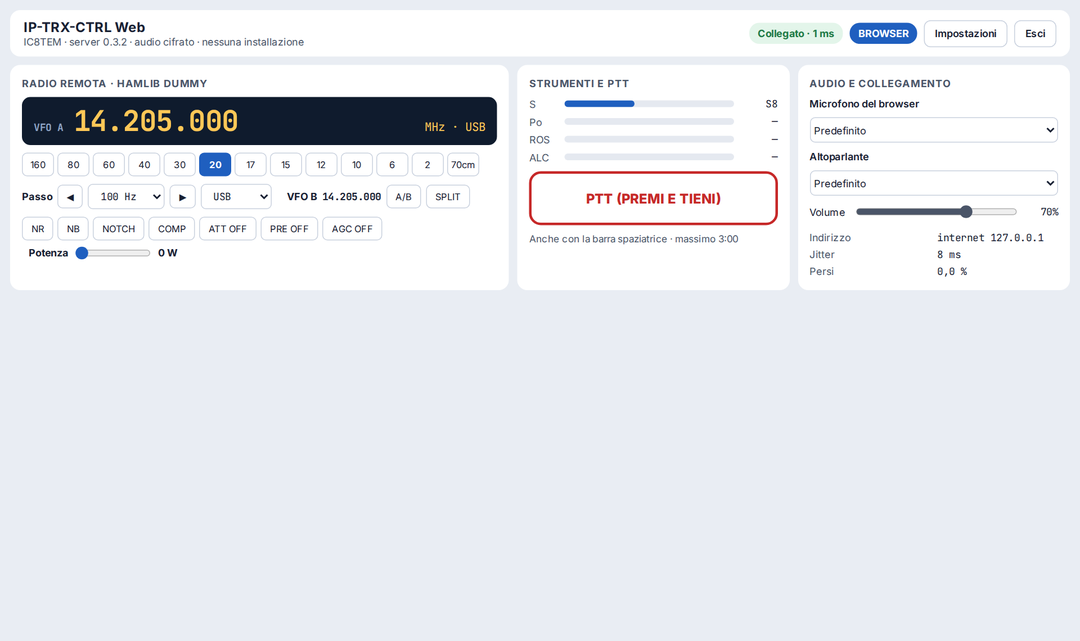 IP-TRX-CTRL Web
IC8TEM · server 0.3.2 · audio cifrato · nessuna installazione
Collegato · 1 ms
BROWSER
Impostazioni
Esci
RADIO REMOTA · HAMLIB DUMMY
VFO A 14.205.000 MHz · USB
160 80 60 40 30 20 17 15 12 10 6 2 70cm
Passo ◀ 100 Hz ▶ USB VFO B 14.205.000 A/B SPLIT
NR NB NOTCH COMP ATT OFF PRE OFF AGC OFF
Potenza 0 W
STRUMENTI E PTT
S S8
Po —
ROS —
ALC —
PTT (PREMI E TIENI)
Anche con la barra spaziatrice · massimo 3:00
AUDIO E COLLEGAMENTO
Microfono del browser
Predefinito
Altoparlante
Predefinito
Volume 70%
Indirizzo internet 127.0.0.1
Jitter 8 ms
Persi 0,0 %